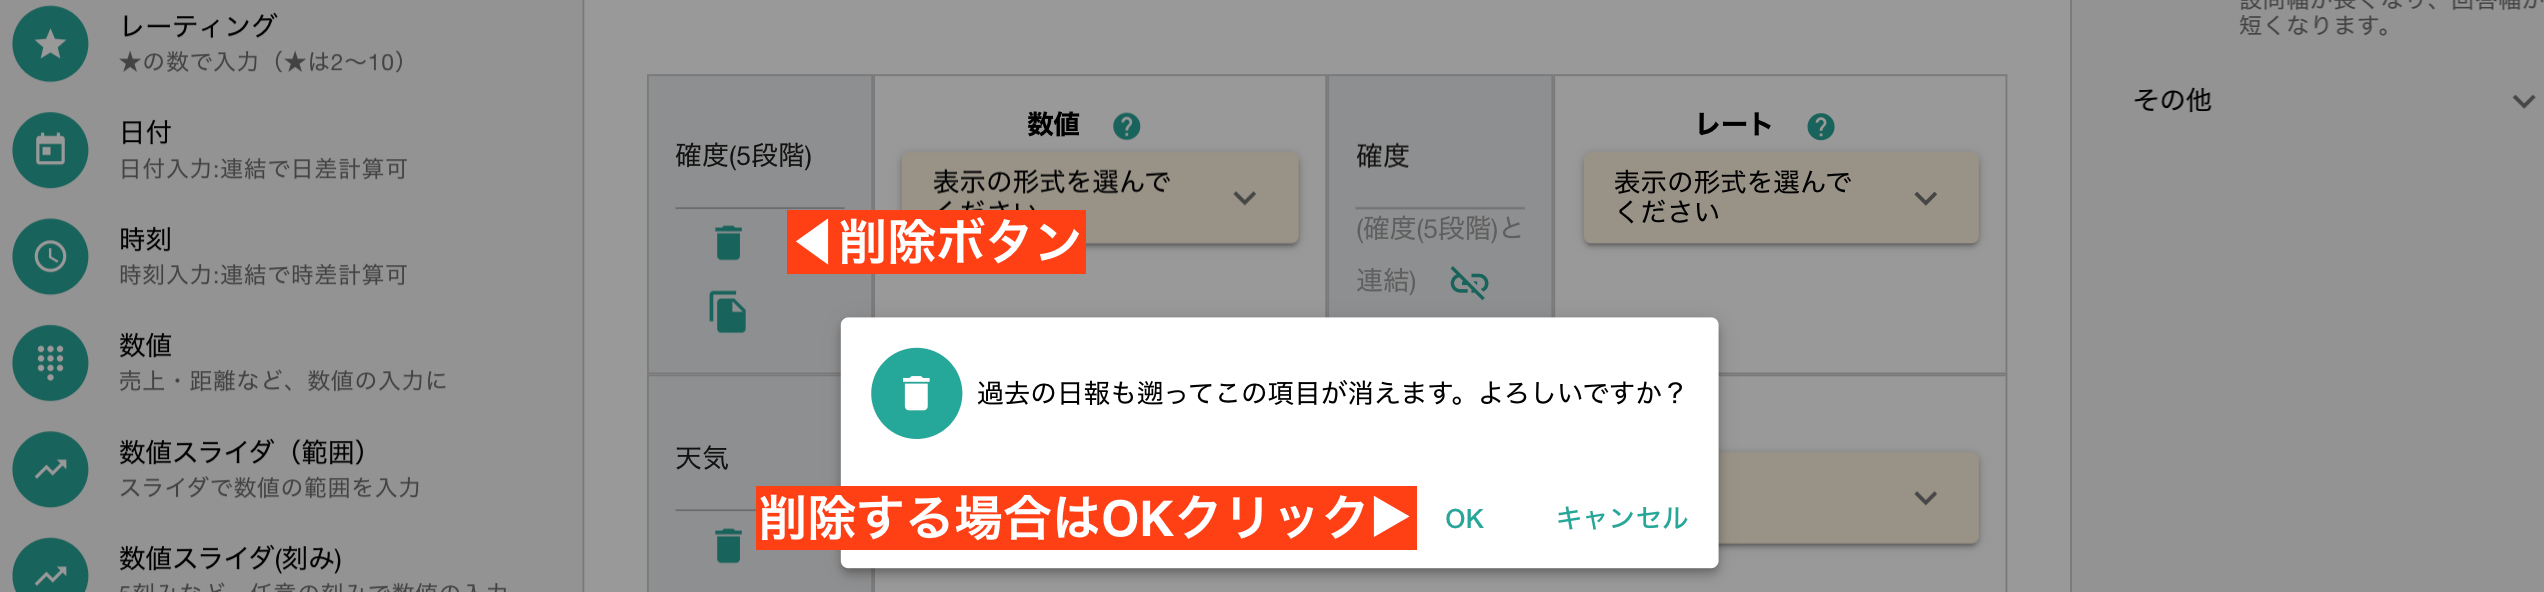 レーティング
★の数で入力（★は2〜10）
日付
日付入力:連結で日差計算可
時刻
時刻入力:連結で時差計算可
数値
売上・距離など、数値の入力に
数値スライダ（範囲）
スライダで数値の範囲を入力
数値スライダ(刻み)
確度(5段階)
数値
表示の形式を選んで
ください
◀削除ボタン
確度
(確度(5段階)と
連結)
レート
表示の形式を選んで
ください
過去の日報も遡ってこの項目が消えます。よろしいですか？
削除する場合はOKクリック▶
OK
キャンセル
天気
短くなります。
その他